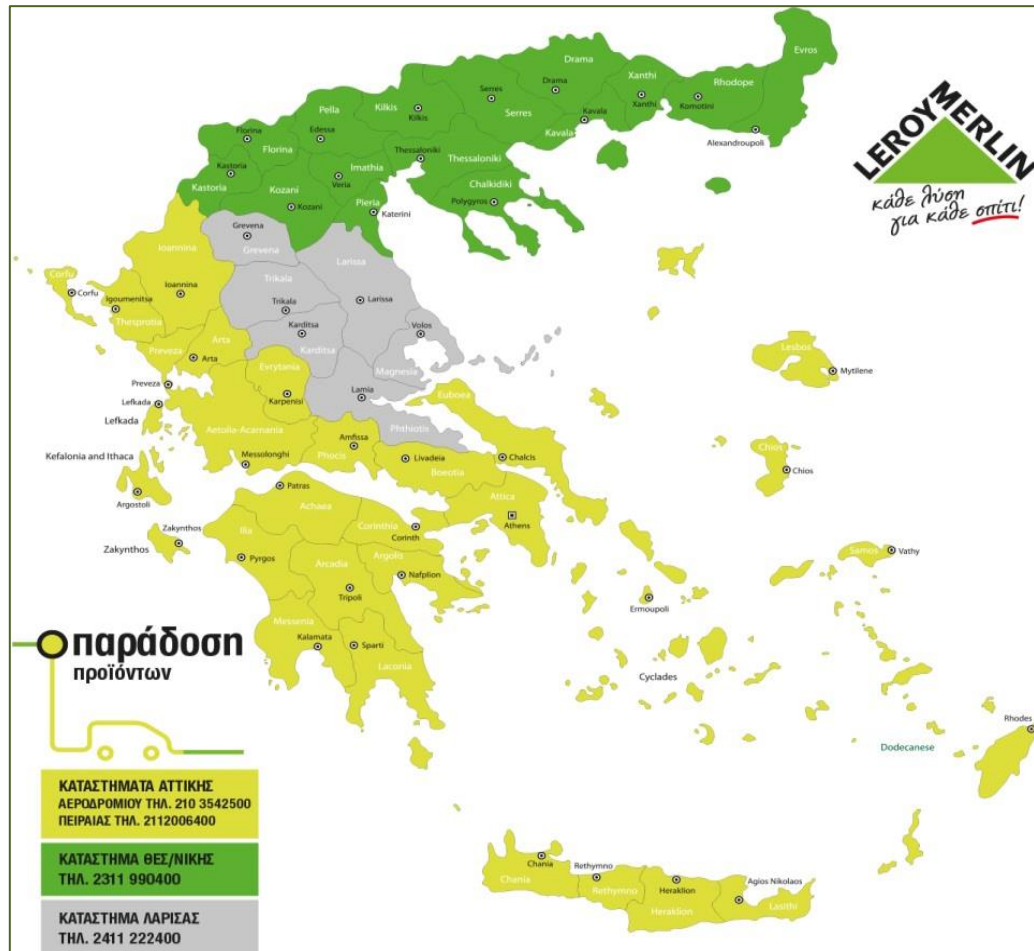 Evros
Drama
Xanthi
Rhodope
Drama
Serres
Xanthi
Komotini
Kilkis
Kilkis
Pella
Serres
Kavala
Kavala
Alexandroupoli
Florina
Edessa
Florina
Thessaloniki
Thessaloniki
Imathia
Kastoria
Veria
Chalkidiki
Kastoria
Kozani
Kozani
Pieria
Katerini
Polygyros
LEROY MERLIN
κάθε λύση
για κάθε σπίτι!
Grevena
Grevena
Ioannina
Larissa
Corfu
Corfu
Ioannina
Trikala
Trikala
Larissa
Igoumenitsa
Thesprotia
Karditsa
Karditsa
Volos
Arta
Arta
Preveza
Preveza
Evrytania
Karpenisi
Magnesia
Lesbos
Mytilene
Lamia
Lefkada
Lefkada
Euboea
Aetolia-Acarnania
Phthiotis
Amfissa
Phocis
Messolonghi
Livadeia
Boeotia
Chalcis
Kefalonia and Ithaca
Argostoli
Chios
Chios
Patras
Achaea
Attica
Athens
Zakynthos
Zakynthos
Ilia
Corinthia
Corinth
Pyrgos
Arcadia
Argolis
Nafplion
Tripoli
Samos
Vathy
Ermoupoli
Messenia
Kalamata
Sparti
Laconia
Cyclades
Rhodes
Dodecanese
παράδοση
προϊόντων
ΚΑΤΑΣΤΗΜΑΤΑ ΑΤΤΙΚΗΣ
ΑΕΡΟΔΡΟΜΙΟΥ ΤΗΛ. 210 3542500
ΠΕΙΡΑΙΑΣ ΤΗΛ. 2112006400
ΚΑΤΑΣΤΗΜΑ ΘΕΣ/ΝΙΚΗΣ
ΤΗΛ. 2311 990400
ΚΑΤΑΣΤΗΜΑ ΛΑΡΙΣΑΣ
ΤΗΛ. 2411 222400
Chania
Chania
Rethymno
Rethymno
Heraklion
Heraklion
Agios Nikolaos
Lasithi